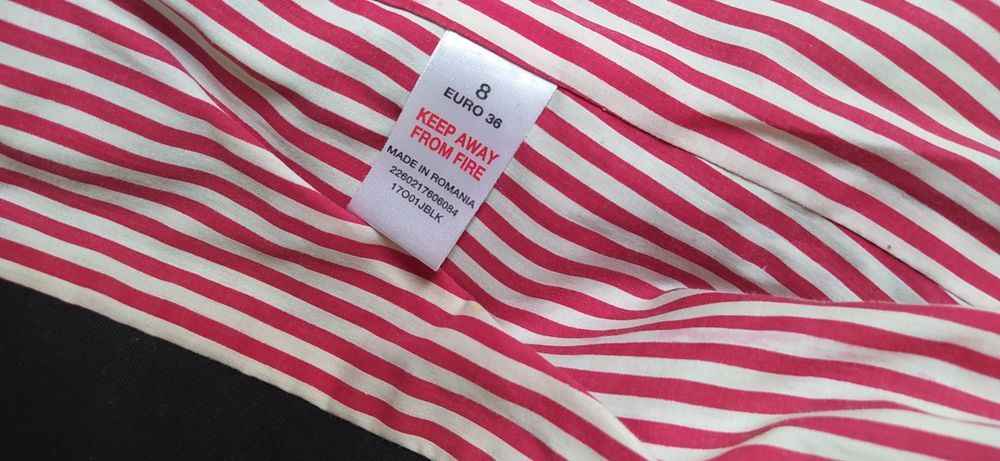 8
EURO 36
KEEP AWAY
FROM FIRE
MADE IN ROMANIA
2260217606084
17O01JBLK